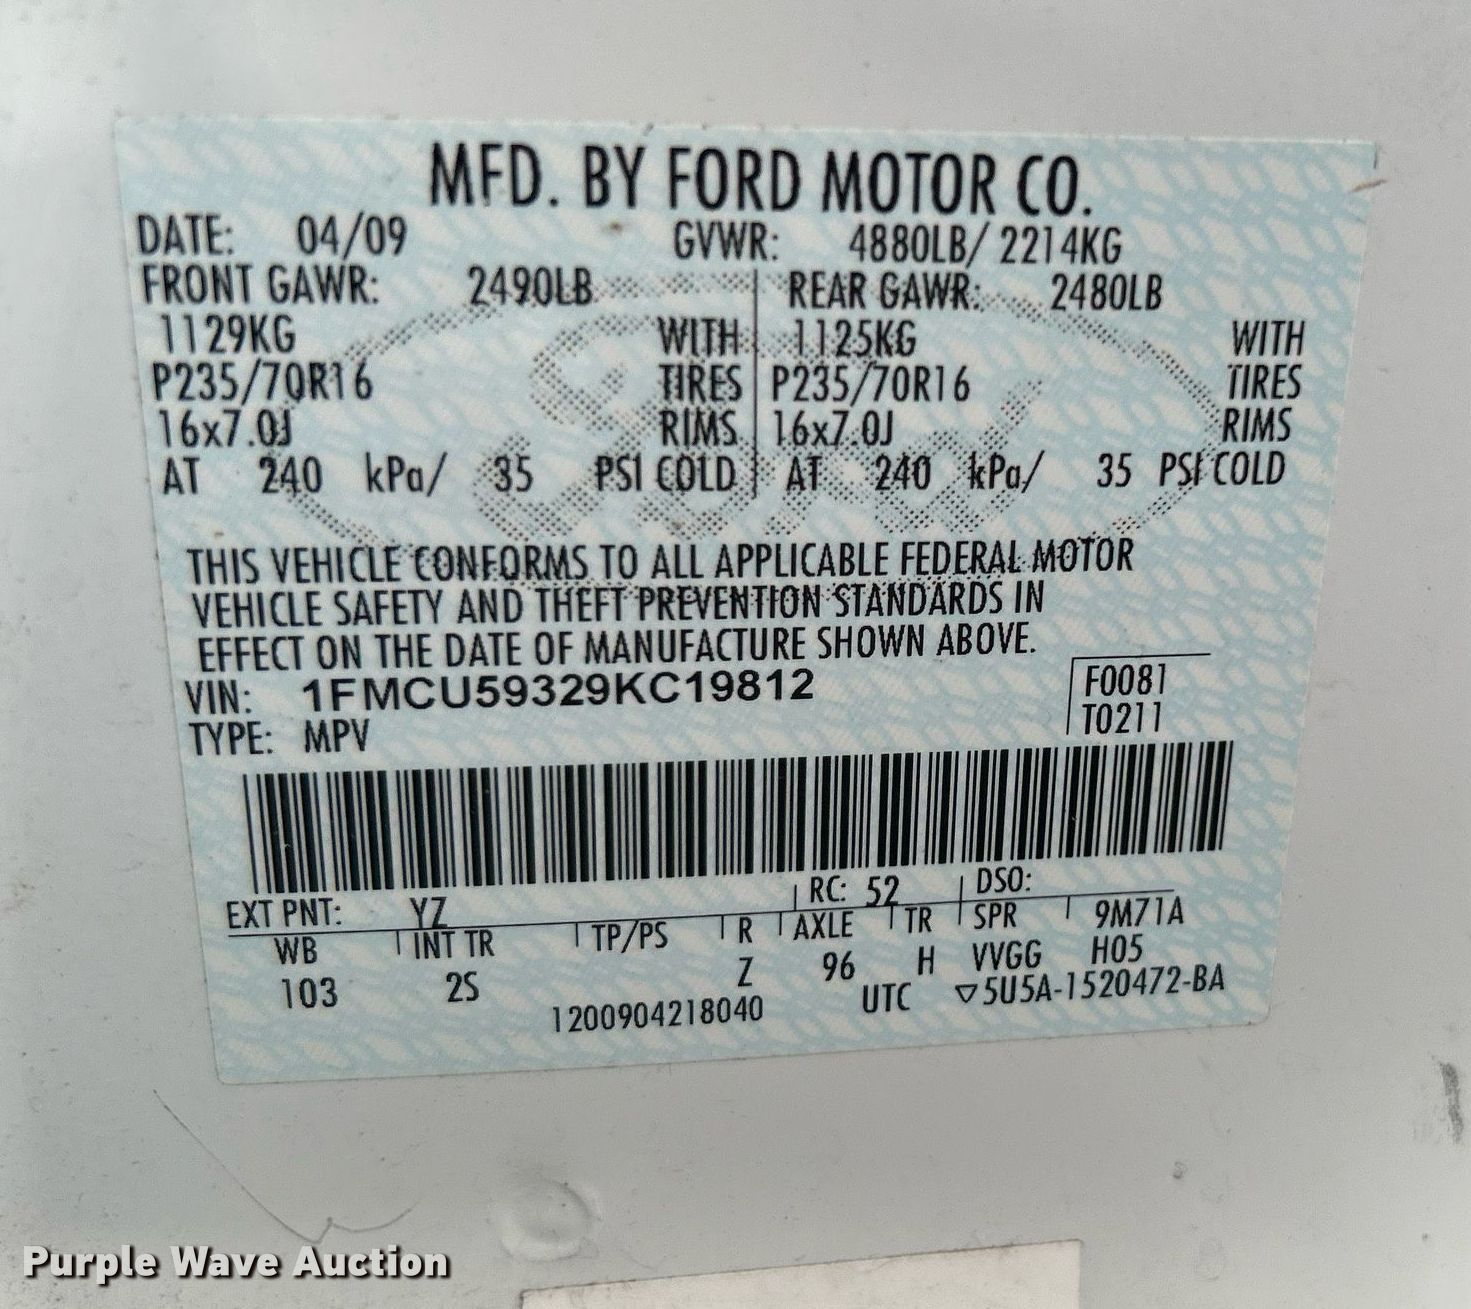 MFD. BY FORD MOTOR CO.
DATE: 04/09 GVWR: 4880LB/ 2214KG
FRONT GAWR: 2490LB REAR GAWR: 2480LB
1129KG WITH 1125KG WITH
P235/70R16 TIRES P235/70R16 TIRES
16x7.0J RIMS 16x7.0J RIMS
AT 240 kPa/ 35 PSI COLD AT 240 kPa/ 35 PSI COLD
THIS VEHICLE CONFORMS TO ALL APPLICABLE FEDERAL MOTOR
VEHICLE SAFETY AND THEFT PREVENTION STANDARDS IN
EFFECT ON THE DATE OF MANUFACTURE SHOWN ABOVE.
VIN: 1FMCU59329KC19812 F0081
TYPE: MPV T0211
EXT PNT: YZ RC: 52 DSO:
WB INT TR TP/PS R AXLE TR SPR 9M71A
103 2S Z 96 H VVGG H05
1200904218040 UTC ▽5U5A-1520472-BA
Purple Wave Auction